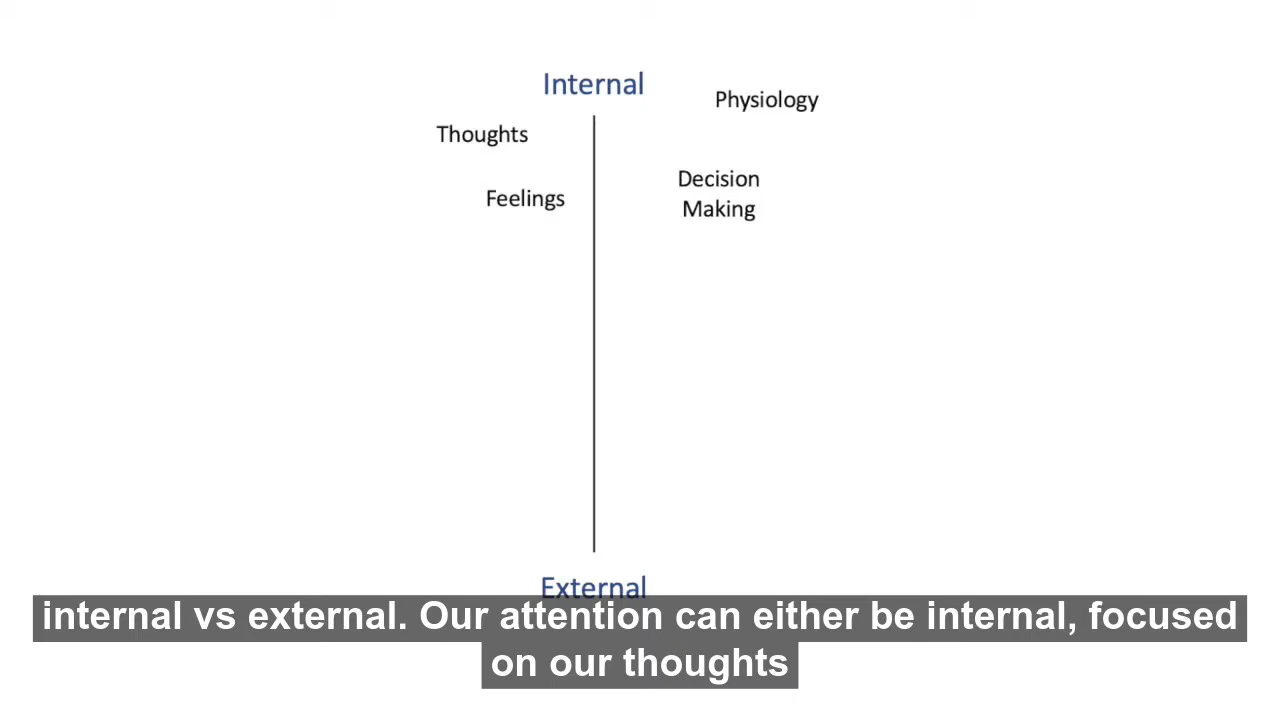 Internal
Physiology
Thoughts
Decision
Making
Feelings
External
internal vs external. Our attention can either be internal, focused
on our thoughts